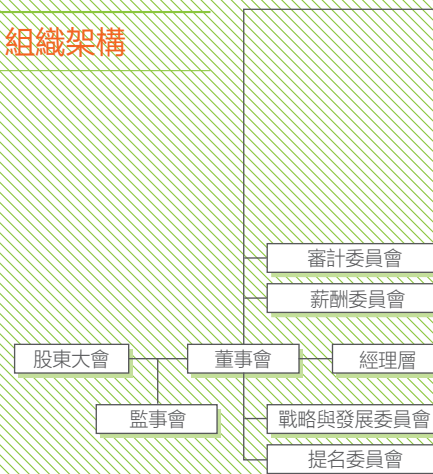 組織架構
審計委員會
薪酬委員會
股東大會
董事會
經理層
監事會
戰略與發展委員會
提名委員會